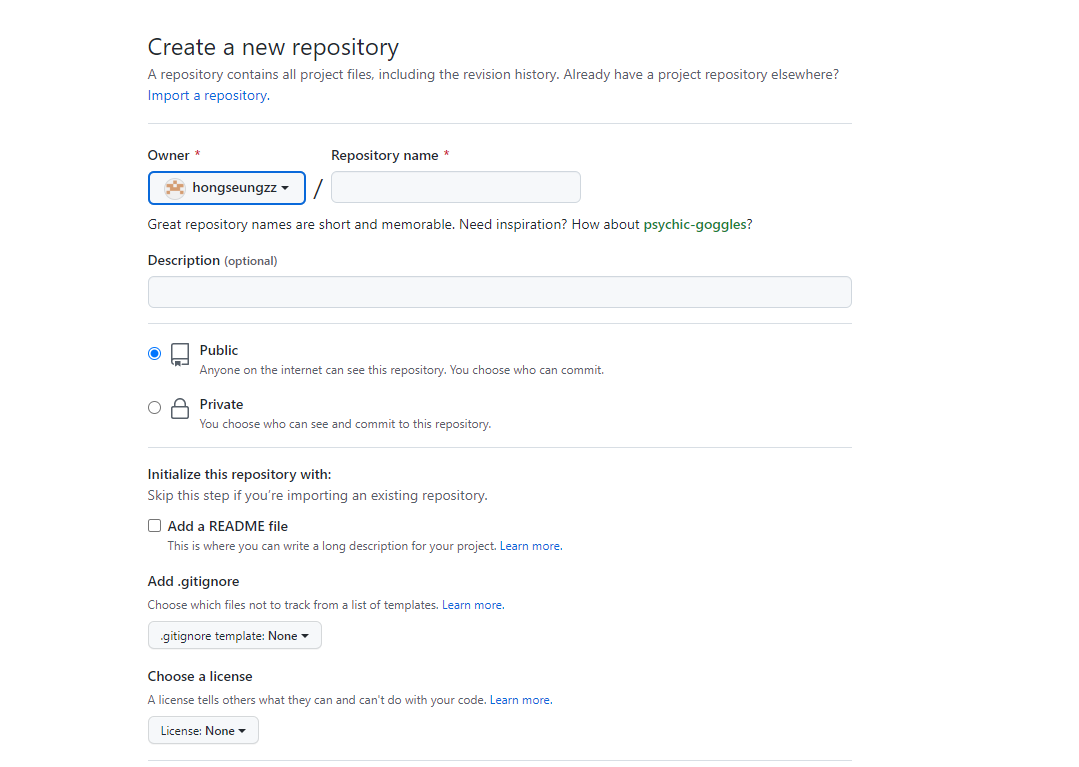 Create a new repository
A repository contains all project files, including the revision history. Already have a project repository elsewhere?
Import a repository.
Owner * Repository name *
hongseungzz /
Great repository names are short and memorable. Need inspiration? How about psychic-goggles?
Description (optional)
Public
Anyone on the internet can see this repository. You choose who can commit.
Private
You choose who can see and commit to this repository.
Initialize this repository with:
Skip this step if you're importing an existing repository.
Add a README file
This is where you can write a long description for your project. Learn more.
Add .gitignore
Choose which files not to track from a list of templates. Learn more.
.gitignore template: None
Choose a license
A license tells others what they can and can't do with your code. Learn more.
License: None